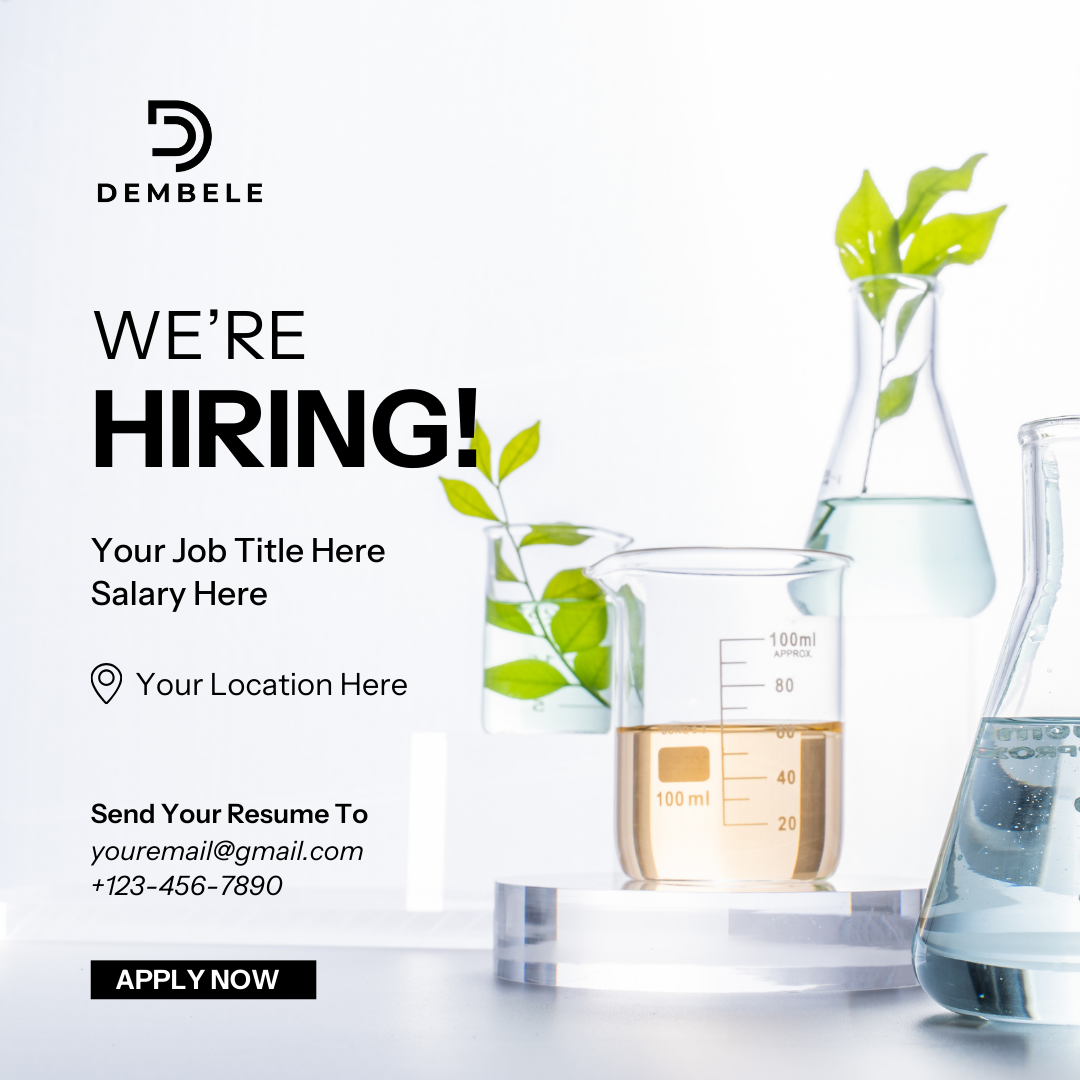 DEMBELE
WE’RE
HIRING!
Your Job Title Here
Salary Here
Your Location Here
Send Your Resume To
youremail@gmail.com
+123-456-7890
APPLY NOW
100ml
APPROX.
80
60
40
20
100 ml